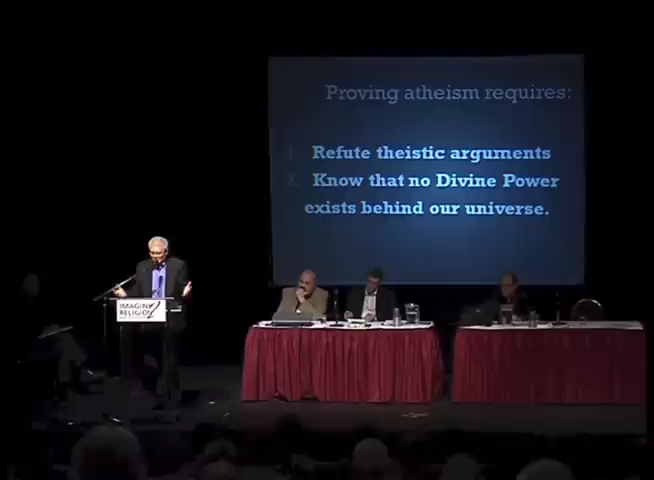 Proving atheism requires:
1. Refute theistic arguments
2. Know that no Divine Power
exists behind our universe.
IMAGINE
RELIGION 2